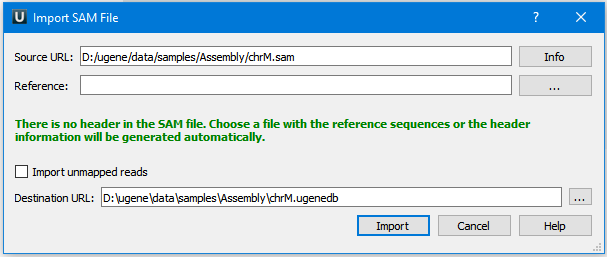 U Import SAM File ? ×
Source URL: D:/ugene/data/samples/Assembly/chrM.sam Info
Reference: ...
There is no header in the SAM file. Choose a file with the reference sequences or the header
information will be generated automatically.
Import unmapped reads
Destination URL: D:\ugene\data\samples\Assembly\chrM.ugenedb ...
Import Cancel Help